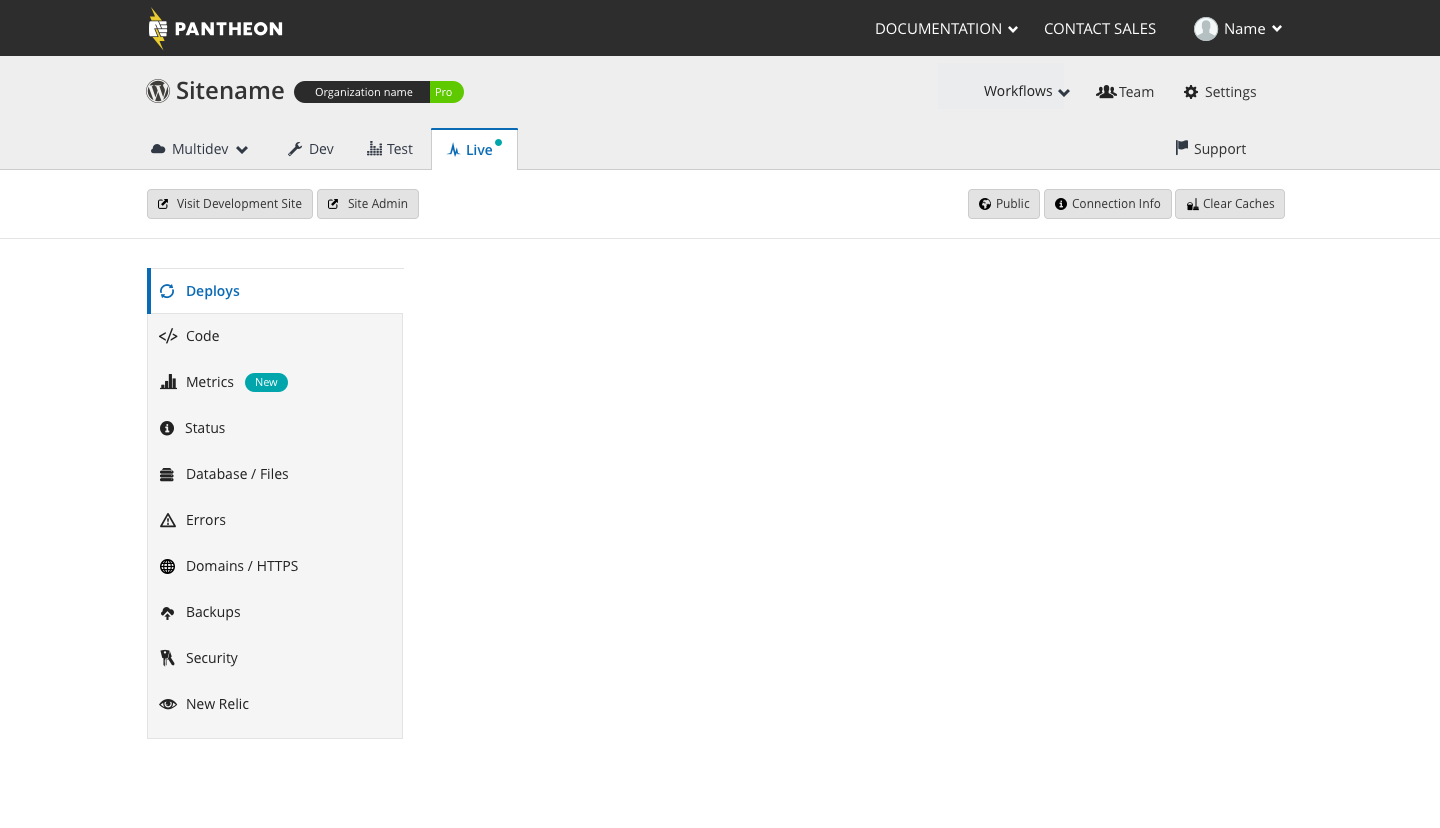 PANTHEON
DOCUMENTATION CONTACT SALES Name
Sitename Organization name Pro
Workflows Team Settings
Multidev Dev Test Live Support
Visit Development Site Site Admin Public Connection Info Clear Caches
Deploys
Code
Metrics New
Status
Database / Files
Errors
Domains / HTTPS
Backups
Security
New Relic